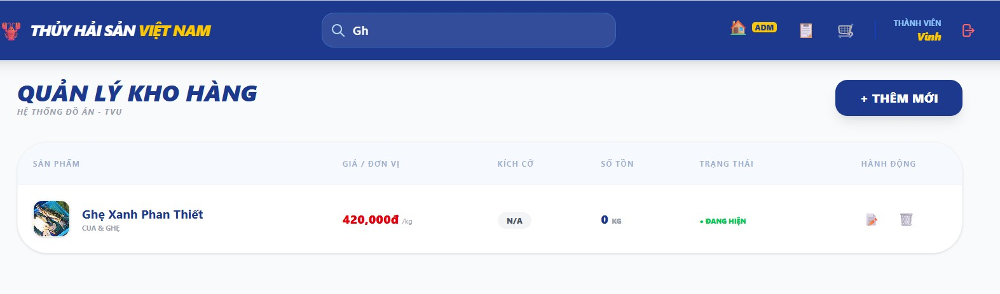 THỦY HẢI SẢN VIỆT NAM
Gh
ADM
THÀNH VIÊN
Vinh
QUẢN LÝ KHO HÀNG
HỆ THỐNG ĐỒ ÁN - TVU
+ THÊM MỚI
SẢN PHẨM GIÁ / ĐƠN VỊ KÍCH CỠ SỐ TỒN TRẠNG THÁI HÀNH ĐỘNG
Ghẹ Xanh Phan Thiết
CUA & GHẸ
420,000đ /kg
N/A
0 KG
• ĐANG HIỆN